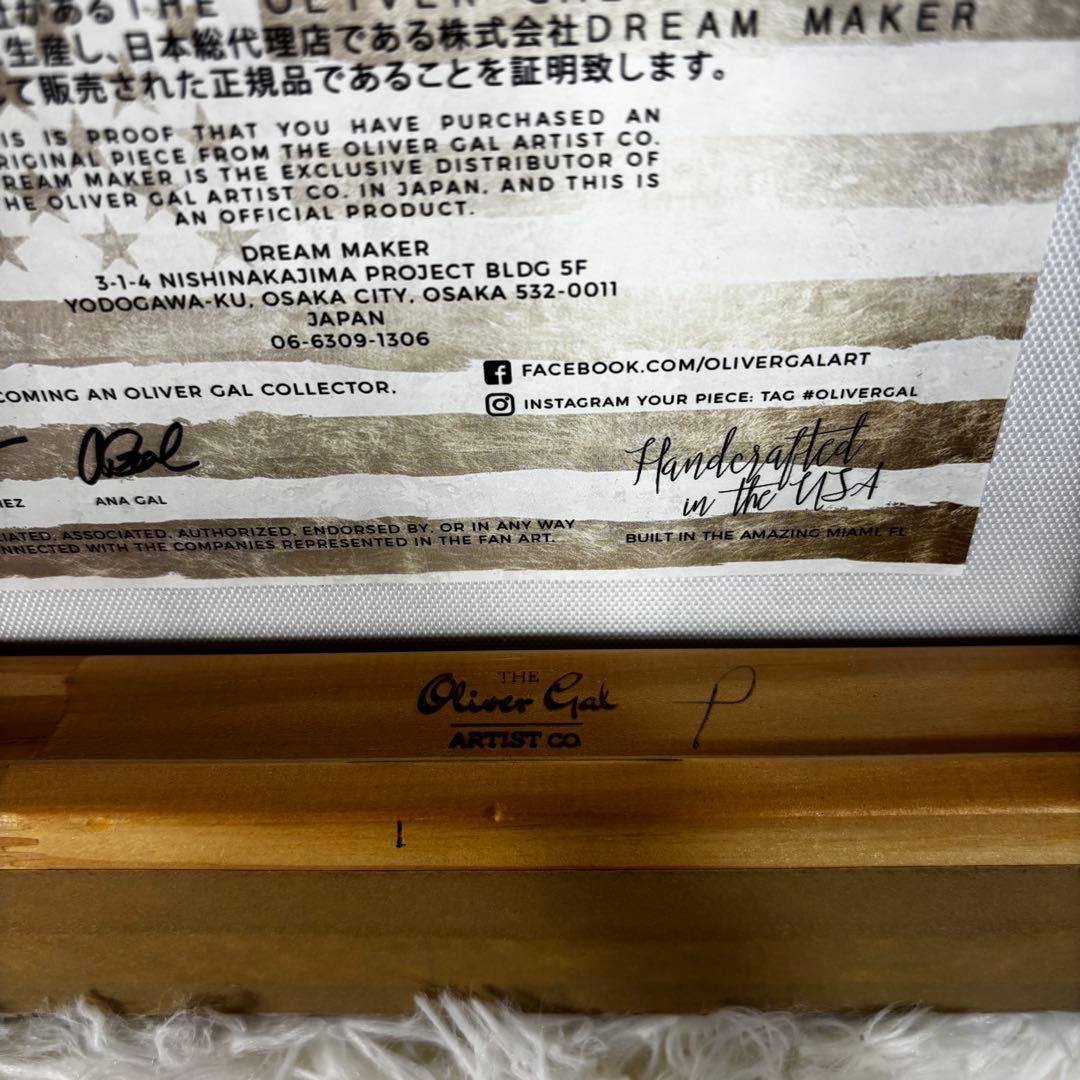 がある THE OLIVER GAL
生産し、日本総代理店である株式会社DREAM MAKER
て販売された正規品であることを証明致します。
IS IS PROOF THAT YOU HAVE PURCHASED AN
RIGINAL PIECE FROM THE OLIVER GAL ARTIST CO.
REAM MAKER IS THE EXCLUSIVE DISTRIBUTOR OF
HE OLIVER GAL ARTIST CO. IN JAPAN. AND THIS IS
AN OFFICIAL PRODUCT.
DREAM MAKER
3-1-4 NISHINAKAJIMA PROJECT BLDG 5F
YODOGAWA-KU, OSAKA CITY, OSAKA 532-0011
JAPAN
06-6309-1306
COMING AN OLIVER GAL COLLECTOR.
FACEBOOK.COM/OLIVERGALART
INSTAGRAM YOUR PIECE: TAG #OLIVERGAL
EZ
ANA GAL
Handcrafted
in the USA
IATED, ASSOCIATED, AUTHORIZED, ENDORSED BY, OR IN ANY WAY
NNECTED WITH THE COMPANIES REPRESENTED IN THE FAN ART.
BUILT IN THE AMAZING MIAMI, FL
THE
Oliver Gal
ARTIST CO
P